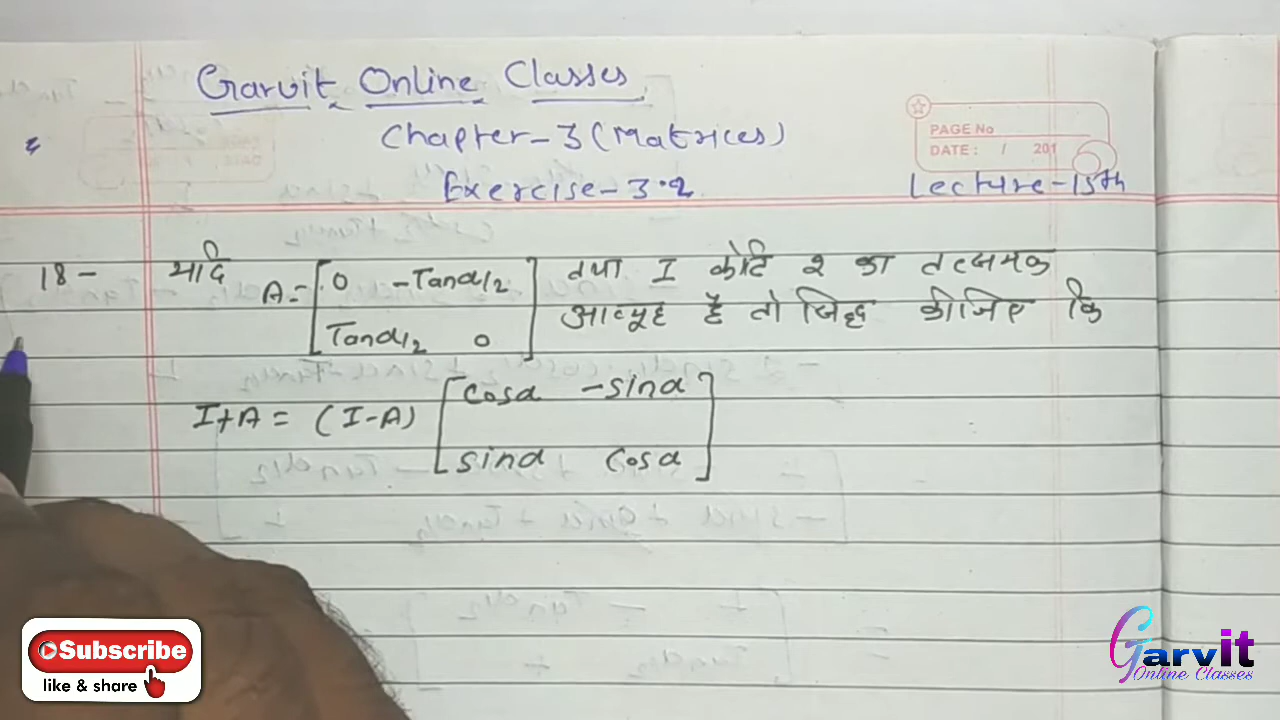 Garvit Online Classes
Chapter-3 (Matrices)
Exercise-3.2
PAGE No
DATE : / 201
Lecture-15th
18- यदि A = [0 -Tanα/2 तथा I कोटि २ का तत्समक
Tanα/2 0] आव्यूह है तो सिद्ध कीजिए कि
I+A = (I-A) [cosα -sinα
sinα cosα]
Subscribe
like & share
Garvit
Online Classes